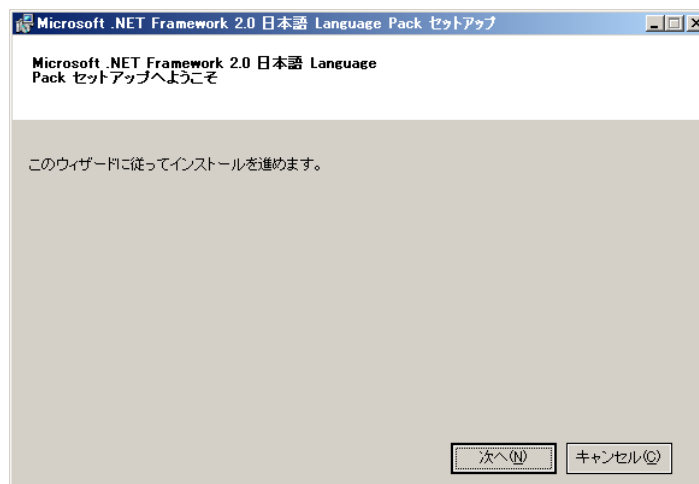 Microsoft .NET Framework 2.0 日本語 Language Pack セットアップ
Microsoft .NET Framework 2.0 日本語 Language
Pack セットアップへようこそ
このウィザードに従ってインストールを進めます。
次へ(N)
キャンセル(C)